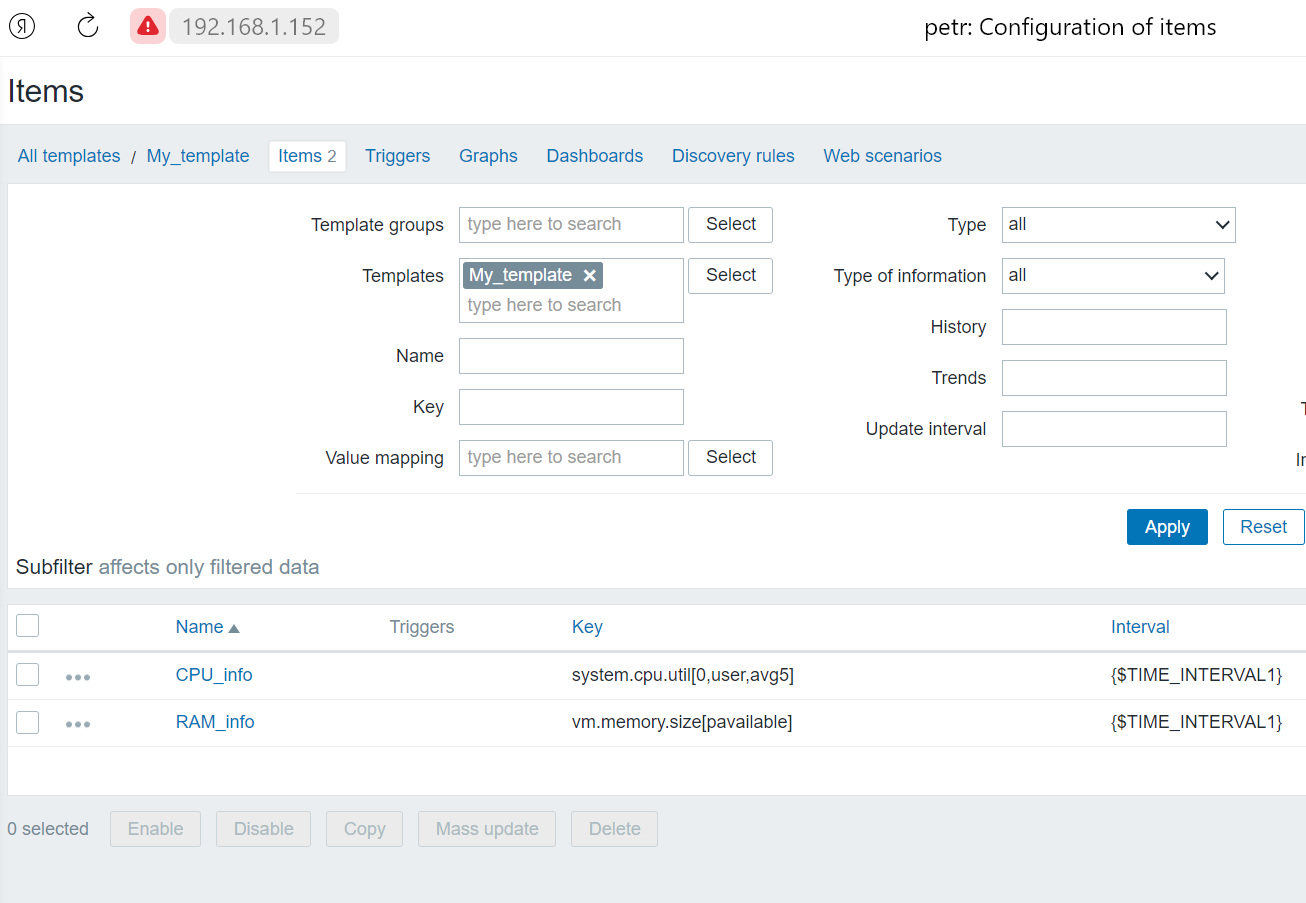 Я 192.168.1.152 petr: Configuration of items
Items
All templates / My_template Items 2 Triggers Graphs Dashboards Discovery rules Web scenarios
Template groups type here to search Select Type all
Templates My_template Select Type of information all
type here to search
History
Name
Trends
Key
Update interval
Value mapping type here to search Select
Apply Reset
Subfilter affects only filtered data
Name Triggers Key Interval
CPU_info system.cpu.util[0,user,avg5] {$TIME_INTERVAL1}
RAM_info vm.memory.size[pavailable] {$TIME_INTERVAL1}
0 selected Enable Disable Copy Mass update Delete